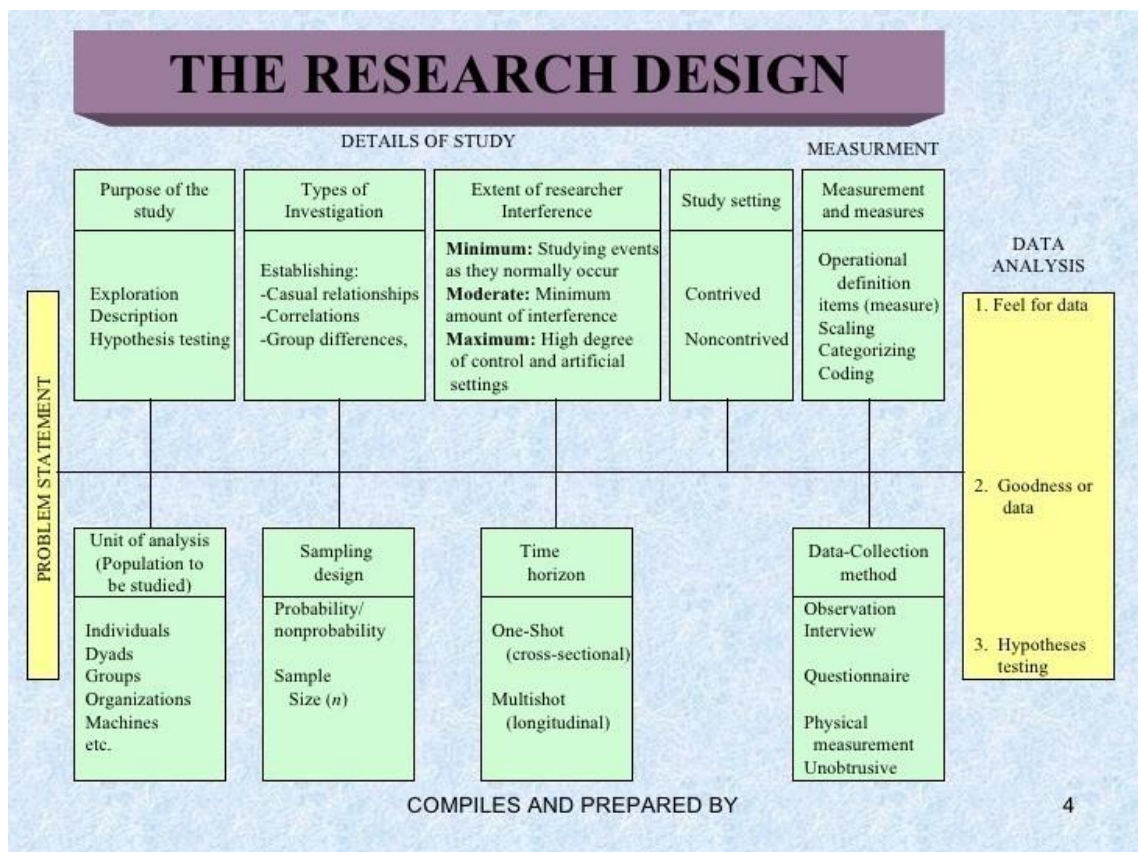 THE RESEARCH DESIGN
DETAILS OF STUDY
MEASURMENT
Purpose of the
study
Exploration
Description
Hypothesis testing
Types of
Investigation
Establishing:
-Casual relationships
-Correlations
-Group differences,
Extent of researcher
Interference
Minimum: Studying events
as they normally occur
Moderate: Minimum
amount of interference
Maximum: High degree
of control and artificial
settings
Study setting
Contrived
Noncontrived
Measurement
and measures
Operational
definition
items (measure)
Scaling
Categorizing
Coding
DATA
ANALYSIS
1. Feel for data
2. Goodness or
data
3. Hypotheses
testing
PROBLEM STATEMENT
Unit of analysis
(Population to
be studied)
Individuals
Dyads
Groups
Organizations
Machines
etc.
Sampling
design
Probability/
nonprobability
Sample
Size (n)
Time
horizon
One-Shot
(cross-sectional)
Multishot
(longitudinal)
Data-Collection
method
Observation
Interview
Questionnaire
Physical
measurement
Unobtrusive
COMPILES AND PREPARED BY
4